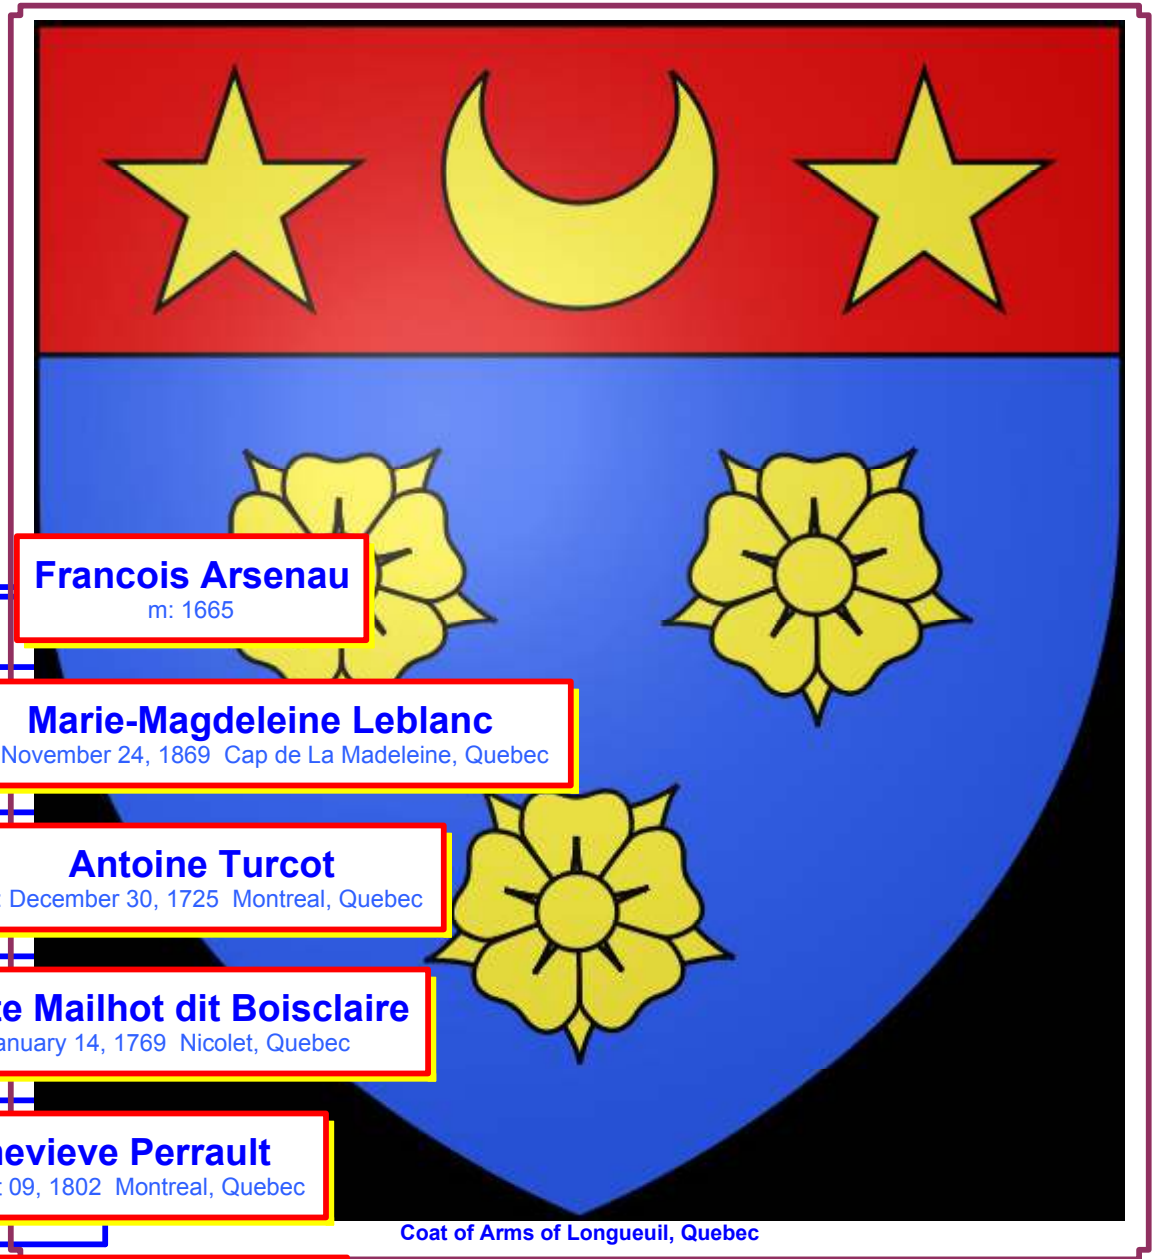 Francois Arsenau
m: 1665
Marie-Magdeleine Leblanc
November 24, 1869 Cap de La Madeleine, Quebec
Antoine Turcot
December 30, 1725 Montreal, Quebec
Mailhot dit Boisclaire
14, 1769 Nicolet, Quebec
Perrault
09, 1802 Montreal, Quebec
Coat of Arms of Longueuil, Quebec